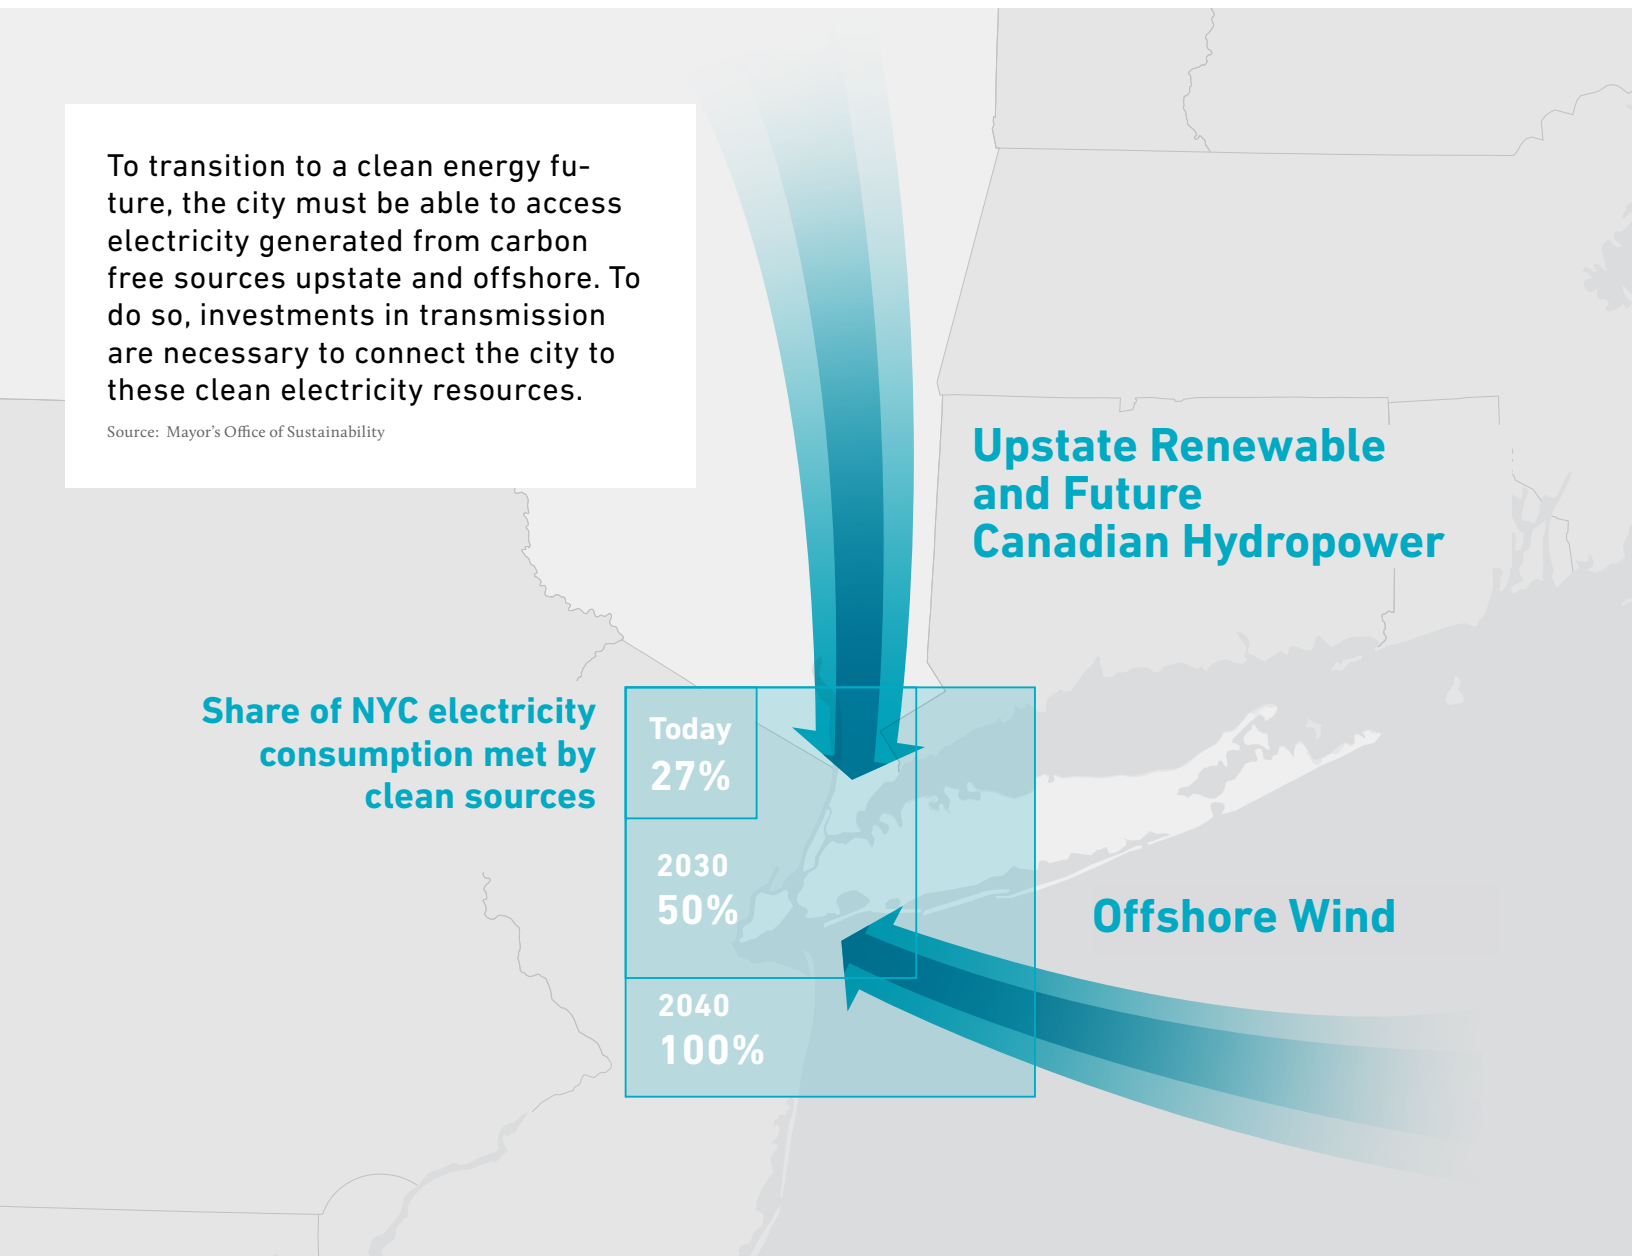 To transition to a clean energy fu-
ture, the city must be able to access
electricity generated from carbon
free sources upstate and offshore. To
do so, investments in transmission
are necessary to connect the city to
these clean electricity resources.
Source: Mayor's Office of Sustainability
Upstate Renewable
and Future
Canadian Hydropower
Share of NYC electricity
consumption met by
clean sources
Today
27%
2030
50%
2040
100%
Offshore Wind